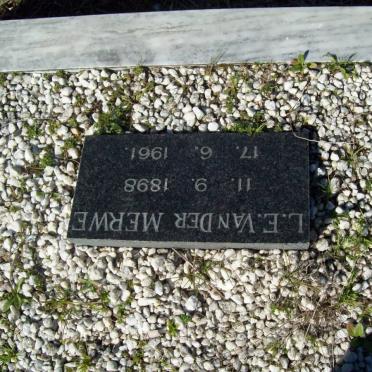 L.E. VAN DER MERWE
11. 9. 1898
17. 6. 1961.